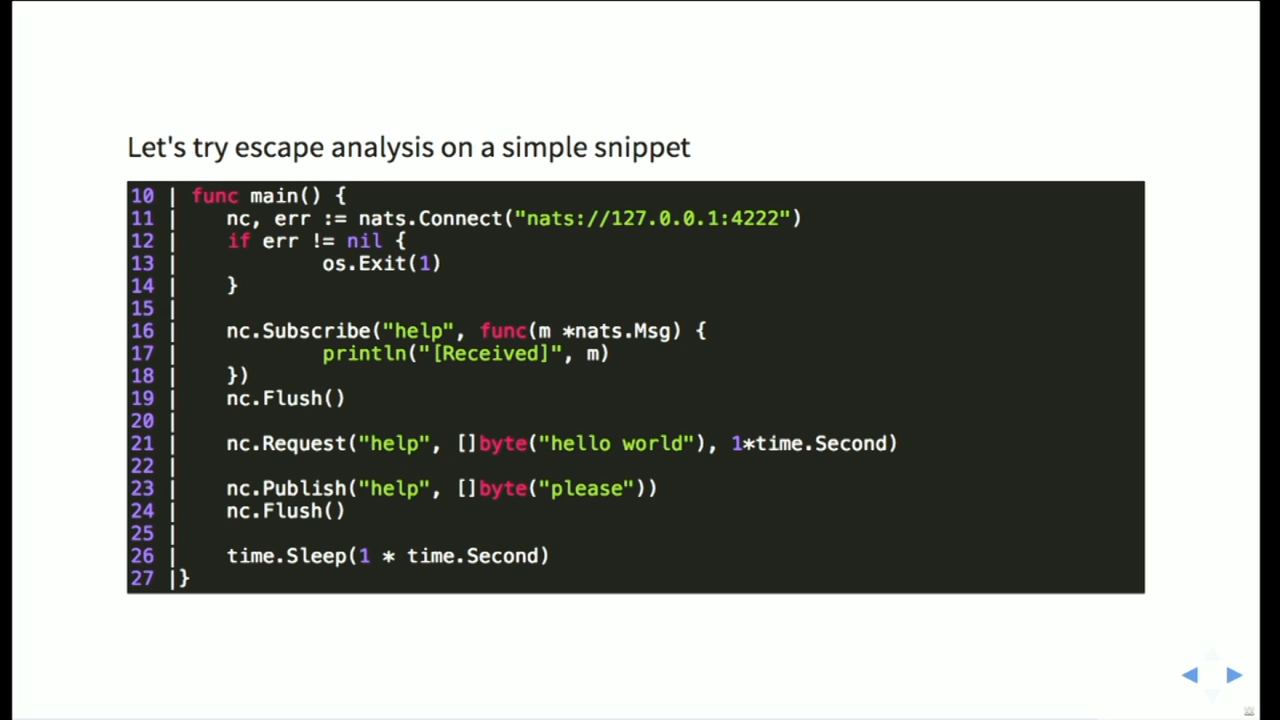 Let's try escape analysis on a simple snippet
10 | func main() {
11 |    nc, err := nats.Connect("nats://127.0.0.1:4222")
12 |    if err != nil {
13 |            os.Exit(1)
14 |    }
15 |
16 |    nc.Subscribe("help", func(m *nats.Msg) {
17 |            println("[Received]", m)
18 |    })
19 |    nc.Flush()
20 |
21 |    nc.Request("help", []byte("hello world"), 1*time.Second)
22 |
23 |    nc.Publish("help", []byte("please"))
24 |    nc.Flush()
25 |
26 |    time.Sleep(1 * time.Second)
27 |}